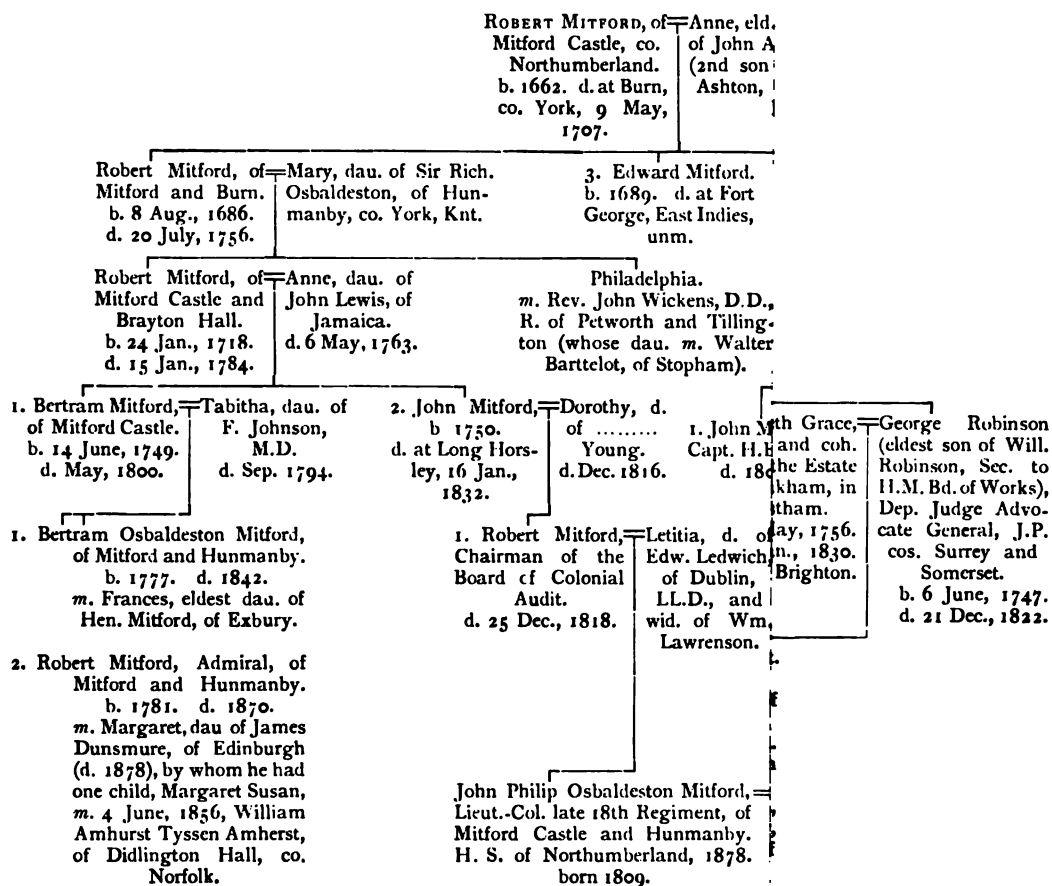 ROBERT MITFORD, of
Mitford Castle, co.
Northumberland.
b. 1662. d. at Burn,
co. York, 9 May,
1707.
Anne, eld.
of John
(2nd son
Ashton,
Robert Mitford, of
Mitford and Burn.
b. 8 Aug., 1686.
d. 20 July, 1756.
Mary, dau. of Sir Rich.
Osbaldeston, of Hun-
manby, co. York, Knt.
3. Edward Mitford.
b. 1689. d. at Fort
George, East Indies,
unm.
Robert Mitford, of
Mitford Castle and
Brayton Hall.
b. 24 Jan., 1718.
d. 15 Jan., 1784.
Anne, dau. of
John Lewis, of
Jamaica.
d. 6 May, 1763.
Philadelphia.
m. Rev. John Wickens, D.D.,
R. of Petworth and Tilling-
ton (whose dau. m. Walter
Barttelot, of Stopham).
1. Bertram Mitford,
of Mitford Castle.
b. 14 June, 1749.
d. May, 1800.
Tabitha, dau. of
F. Johnson,
M.D.
d. Sep. 1794.
2. John Mitford,
b 1750.
d. at Long Hors-
ley, 16 Jan.,
1832.
Dorothy, d.
of .........
Young.
d. Dec. 1816.
1. John M
Capt. H.E
d. 18
th Grace,
and coh.
he Estate
kham, in
tham.
ay, 1756.
n., 1830.
Brighton.
George Robinson
(eldest son of Will.
Robinson, Sec. to
H.M. Bd. of Works),
Dep. Judge Advo-
cate General, J.P.
cos. Surrey and
Somerset.
b. 6 June, 1747.
d. 21 Dec., 1822.
1. Bertram Osbaldeston Mitford,
of Mitford and Hunmanby.
b. 1777. d. 1842.
m. Frances, eldest dau. of
Hen. Mitford, of Exbury.
1. Robert Mitford,
Chairman of the
Board of Colonial
Audit.
d. 25 Dec., 1818.
Letitia, d. of
Edw. Ledwich,
of Dublin,
LL.D., and
wid. of Wm.
Lawrenson.
2. Robert Mitford, Admiral, of
Mitford and Hunmanby.
b. 1781. d. 1870.
m. Margaret, dau of James
Dunsmure, of Edinburgh
(d. 1878), by whom he had
one child, Margaret Susan,
m. 4 June, 1856, William
Amhurst Tyssen Amherst,
of Didlington Hall, co.
Norfolk.
John Philip Osbaldeston Mitford,
Lieut.-Col. late 18th Regiment, of
Mitford Castle and Hunmanby.
H. S. of Northumberland, 1878.
born 1809.